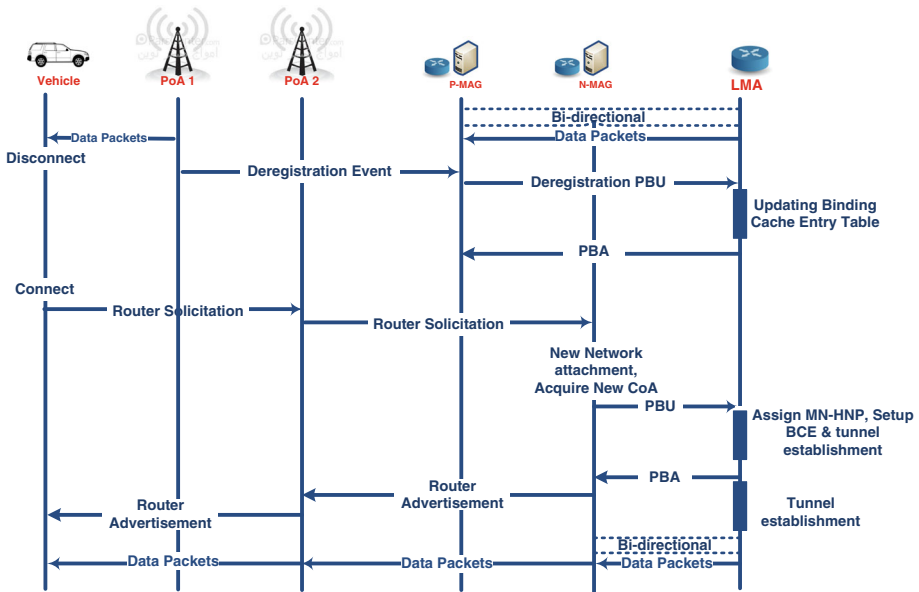 Vehicle
PoA 1
PoA 2
P-MAG
N-MAG
LMA
Bi-directional
Data Packets
Data Packets
Disconnect
Deregistration Event
Deregistration PBU
Updating Binding
Cache Entry Table
PBA
Connect
Router Solicitation
Router Solicitation
New Network
attachment,
Acquire New CoA
PBU
Assign MN-HNP, Setup
BCE & tunnel
establishment
PBA
Router
Advertisement
Router
Advertisement
Tunnel
establishment
Bi-directional
Data Packets
Data Packets
Data Packets